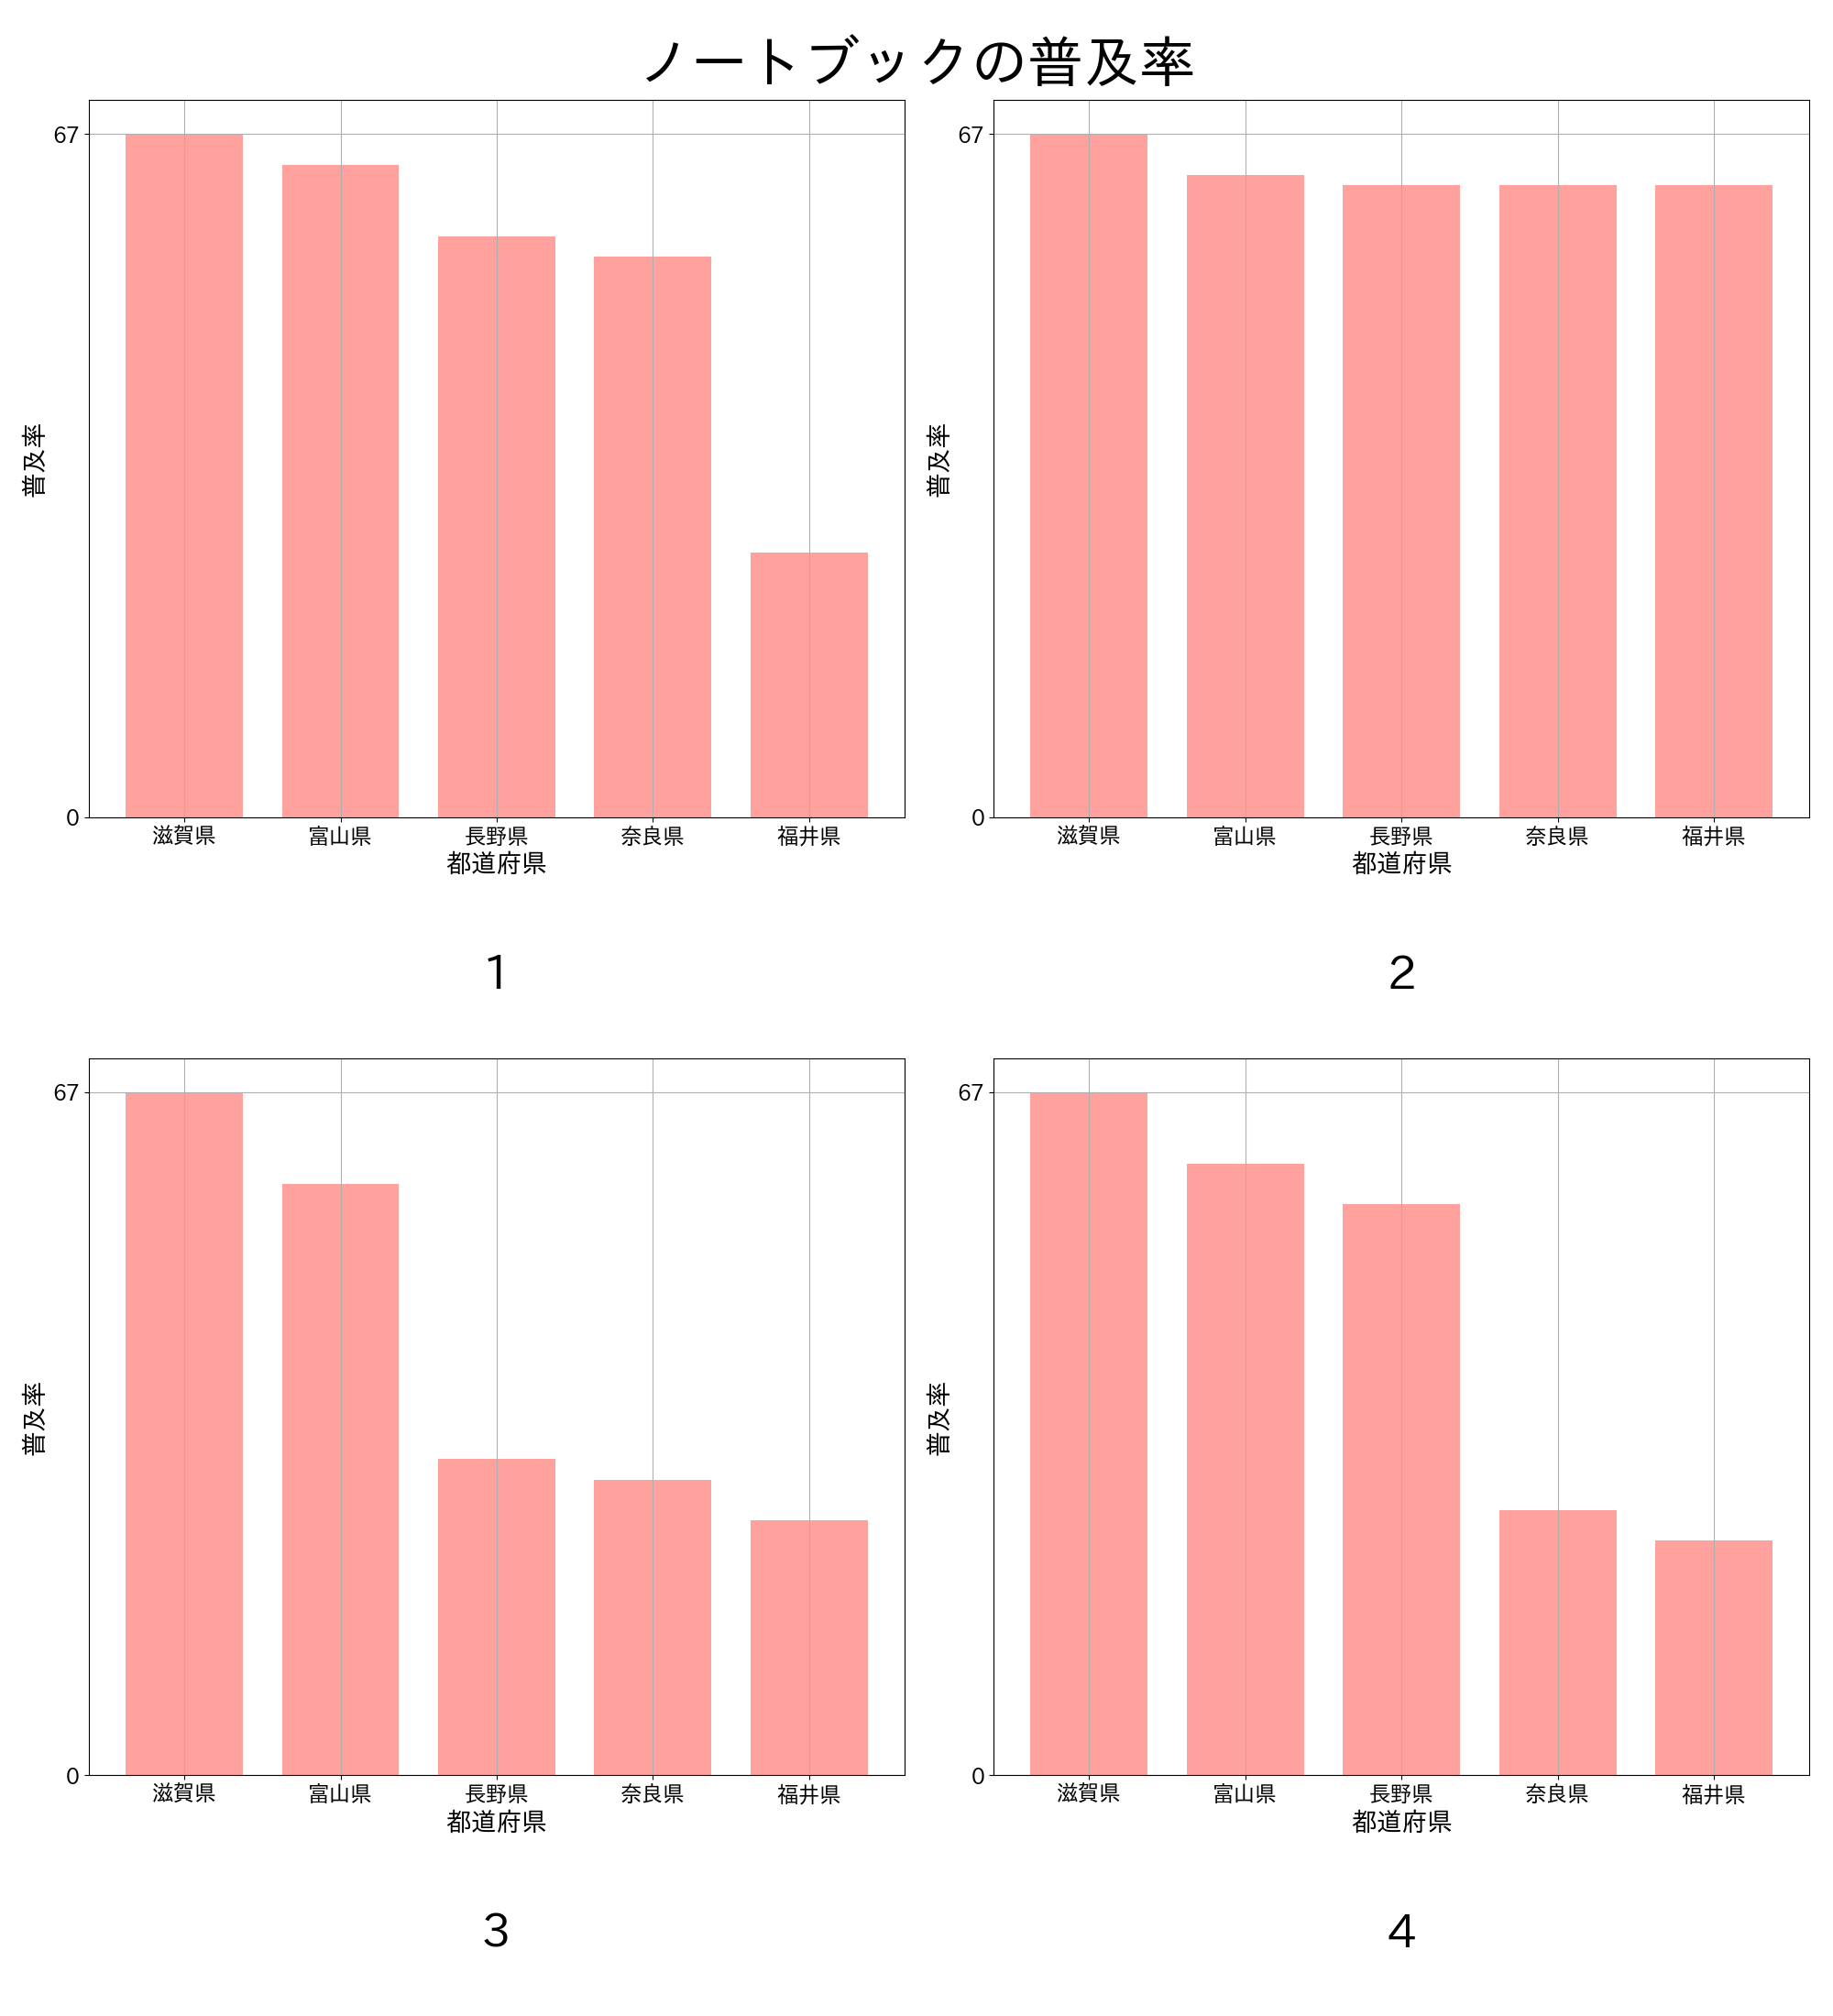 ノートブックの普及率
67
0
普及率
滋賀県 富山県 長野県 奈良県 福井県
都道府県
1
67
0
普及率
滋賀県 富山県 長野県 奈良県 福井県
都道府県
2
67
0
普及率
滋賀県 富山県 長野県 奈良県 福井県
都道府県
3
67
0
普及率
滋賀県 富山県 長野県 奈良県 福井県
都道府県
4